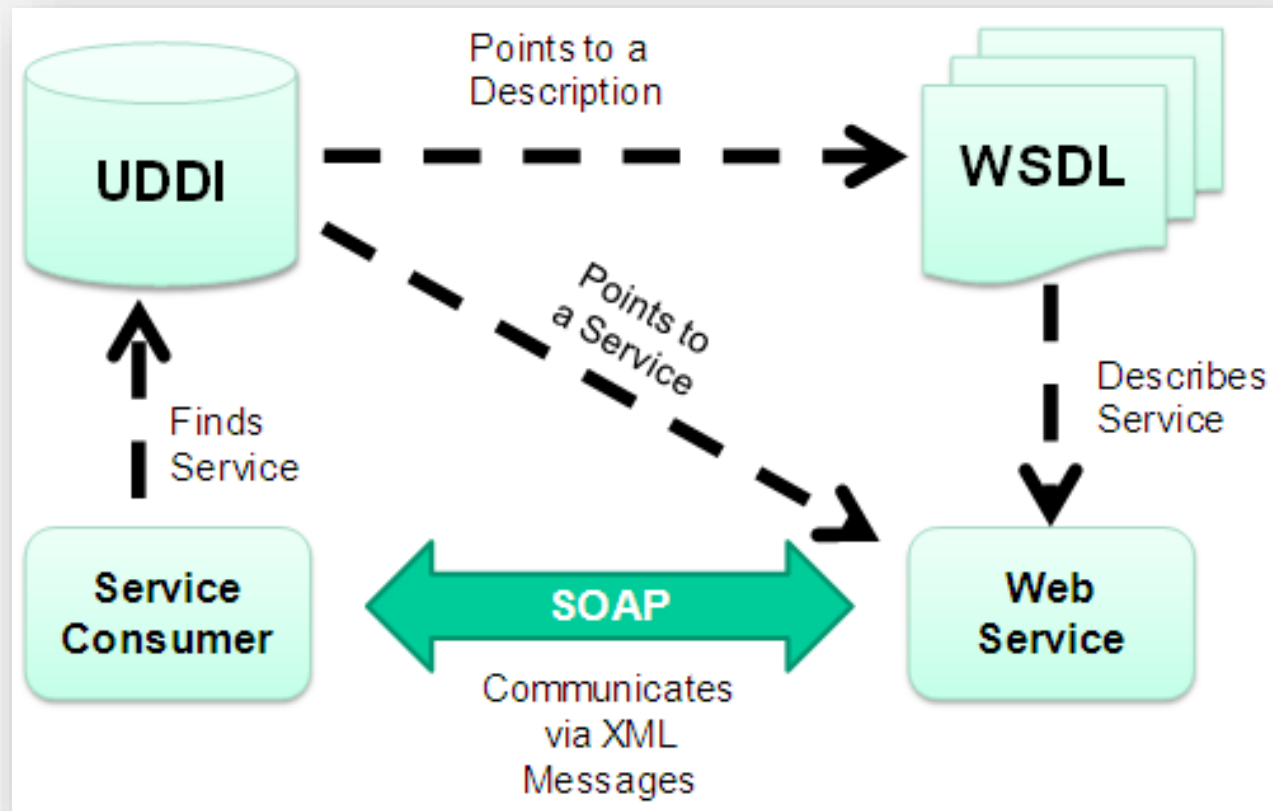 Points to a
Description
UDDI
WSDL
Points to
a Service
Finds
Service
Describes
Service
Service
Consumer
SOAP
Web
Service
Communicates
via XML
Messages